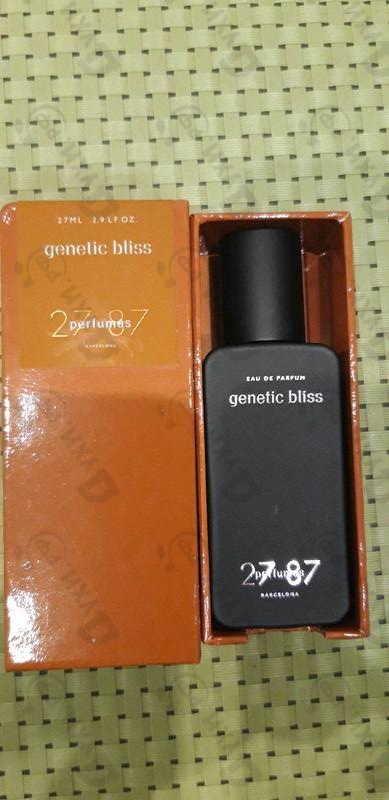 27ML 2.9 LF.OZ.
genetic bliss
27 87
perfumes
BARCELONA
EAU DE PARFUM
genetic bliss
27 87
perfumes
BARCELONA